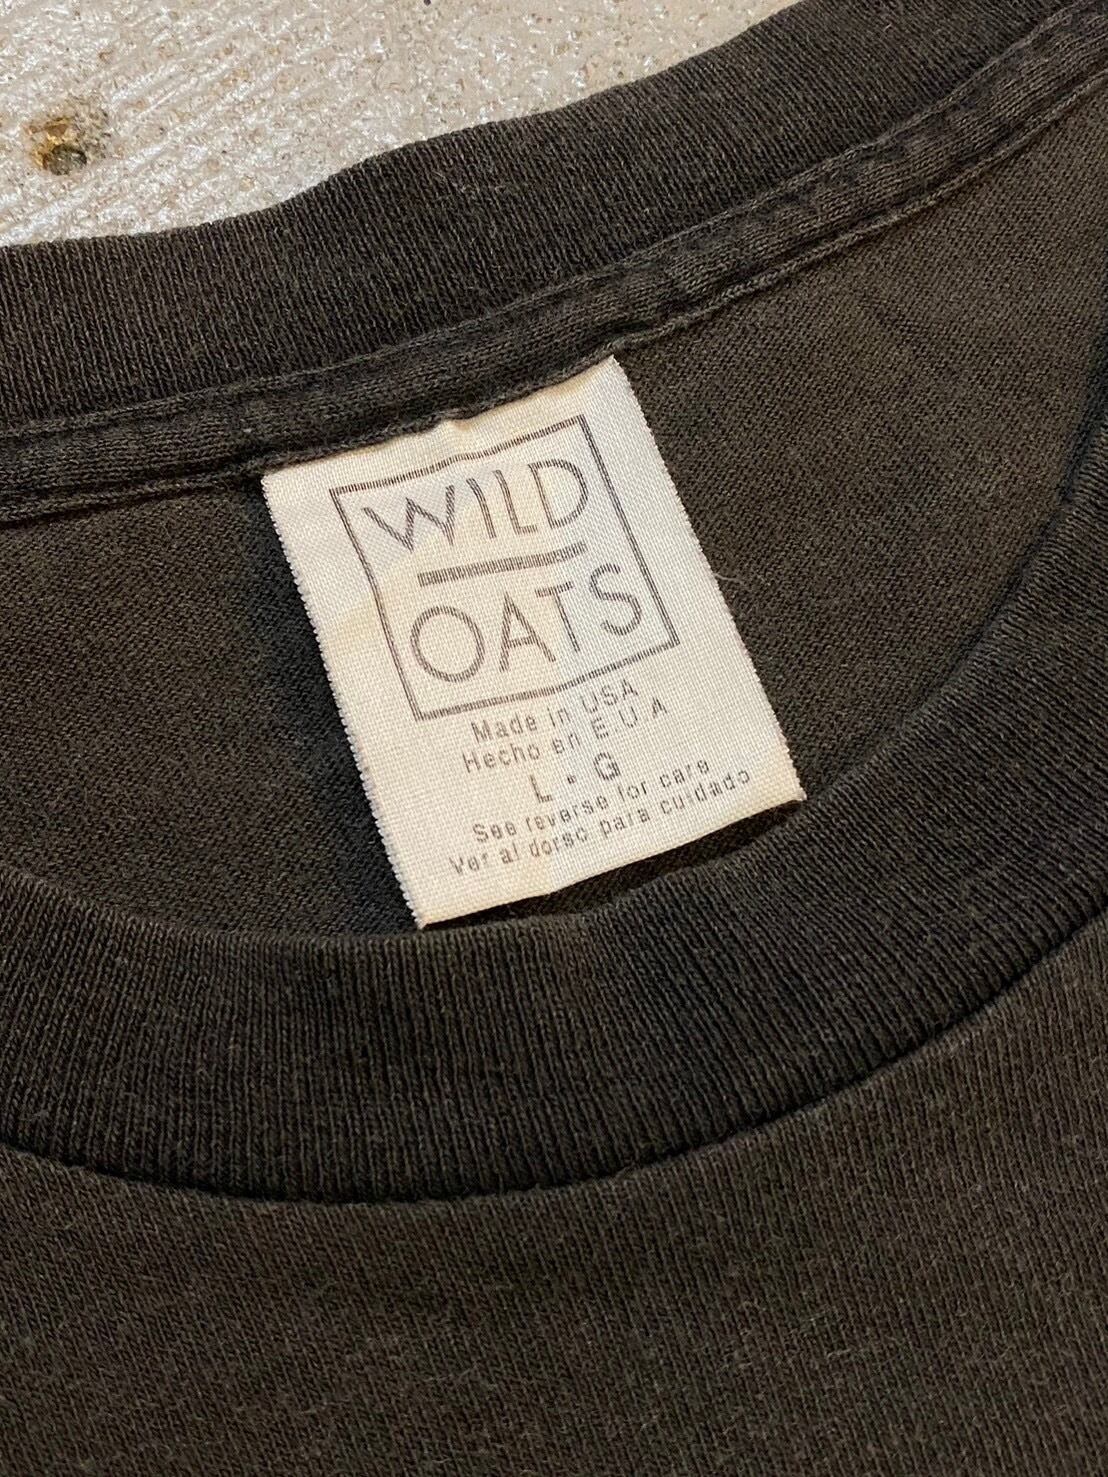 WILD
OATS
Made in USA
Hecho en E.U.A
L • G
See reverse for care
Ver al dorso para cuidado